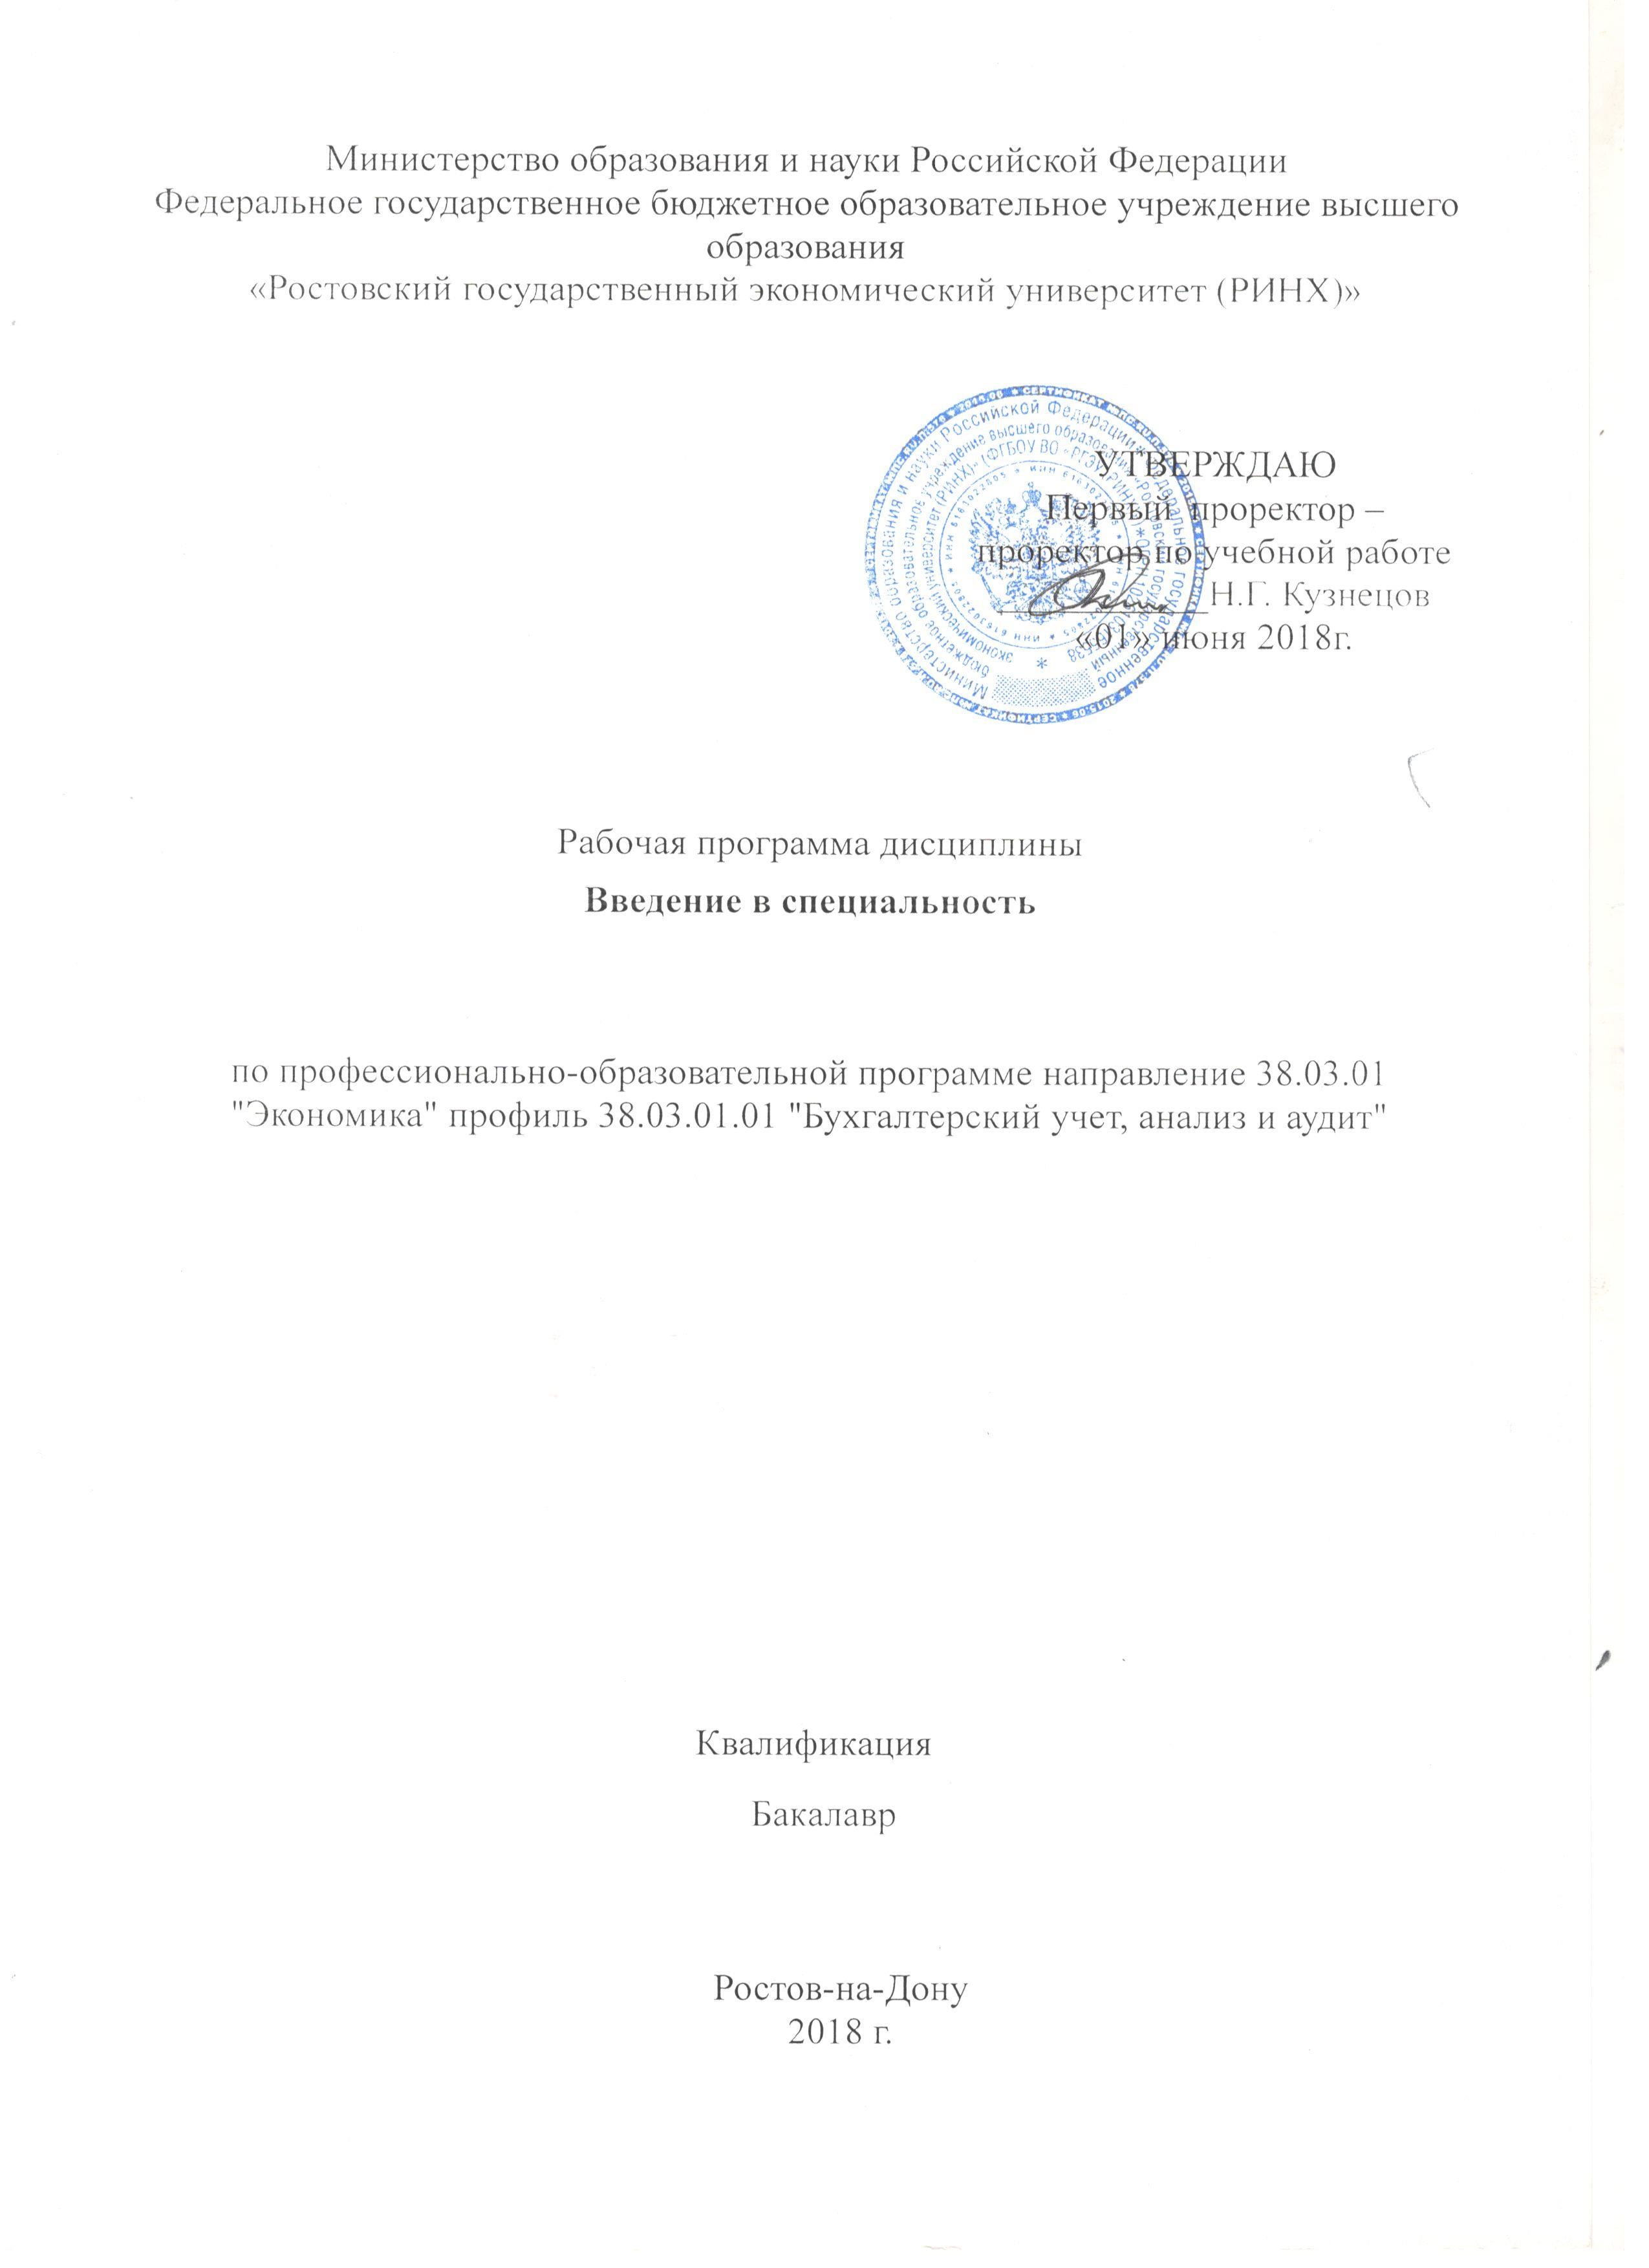 Министерство образования и науки Российской Федерации
Федеральное государственное бюджетное образовательное учреждение высшего
образования
«Ростовский государственный экономический университет (РИНХ)»
УТВЕРЖДАЮ
Первый проректор –
проректор по учебной работе
Н.Г. Кузнецов
«01» июня 2018г.
Рабочая программа дисциплины
Введение в специальность
по профессионально-образовательной программе направление 38.03.01
"Экономика" профиль 38.03.01.01 "Бухгалтерский учет, анализ и аудит"
Квалификация
Бакалавр
Ростов-на-Дону
2018 г.